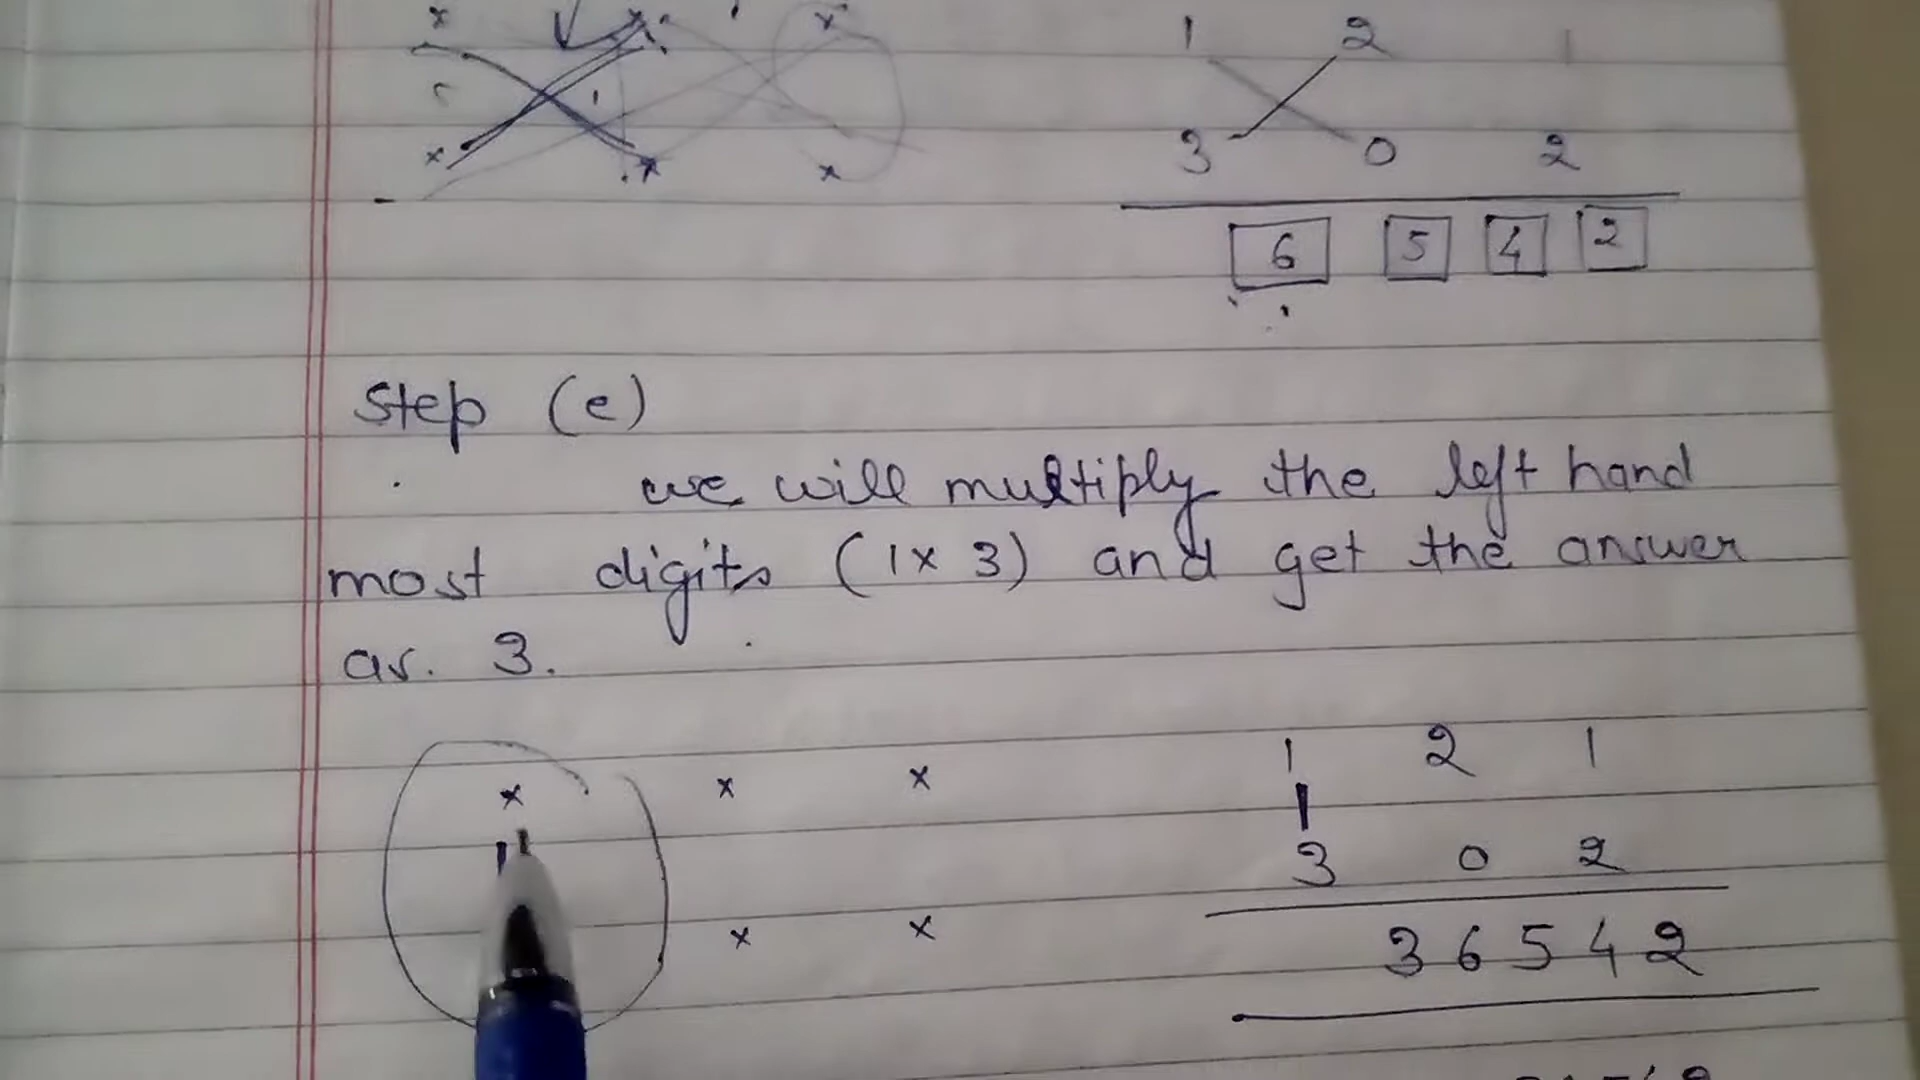 x x x
1 2 1
x x x
3 0 2
6 5 4 2
Step (e)
we will multiply the left hand
most digits (1x 3) and get the answer
as. 3.
x x x
1 2 1
3 0 2
x x
3 6 5 4 2